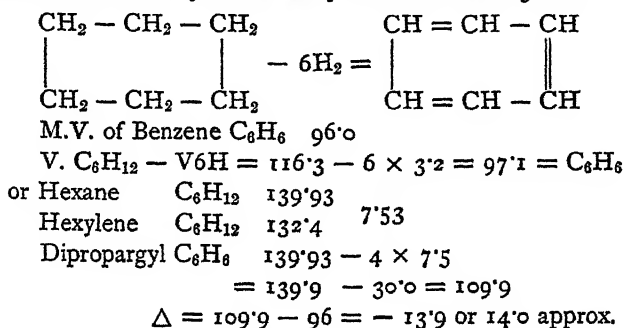 CH₂ – CH₂ – CH₂ CH = CH – CH
– 6H₂ =
CH₂ – CH₂ – CH₂ CH = CH – CH
M.V. of Benzene C₆H₆ 96·0
V. C₆H₁₂ – V6H = 116·3 – 6 × 3·2 = 97·1 = C₆H₆
or Hexane C₆H₁₂ 139·93
7·53
Hexylene C₆H₁₂ 132·4
Dipropargyl C₆H₆ 139·93 – 4 × 7·5
= 139·9 – 30·0 = 109·9
Δ = 109·9 – 96 = – 13·9 or 14·0 approx.